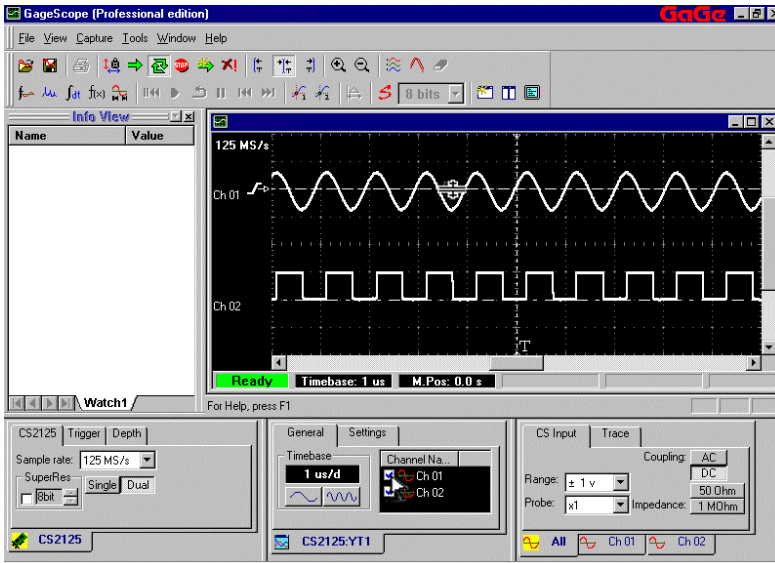 GageScope (Professional edition)
GaGe
File View Capture Tools Window Help
8 bits
Info View
Name Value
125 MS/s
Ch 01
Ch 02
T
Ready Timebase: 1 us M.Pos: 0.0 s
Watch1
For Help, press F1
CS2125 Trigger Depth
Sample rate: 125 MS/s
SuperRes
8bit
Single Dual
CS2125
General Settings
Timebase
1 us/d
Channel Na...
Ch 01
Ch 02
CS2125:YT1
CS Input Trace
Coupling: AC
DC
Range: ± 1 v
50 Ohm
Probe: x1 Impedance: 1 MOhm
All Ch 01 Ch 02